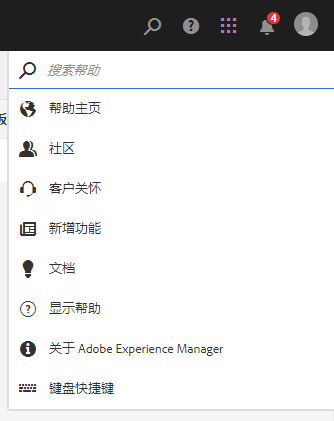 4
搜索帮助
帮助主页
板
社区
客户关怀
新增功能
文档
显示帮助
关于 Adobe Experience Manager
键盘快捷键